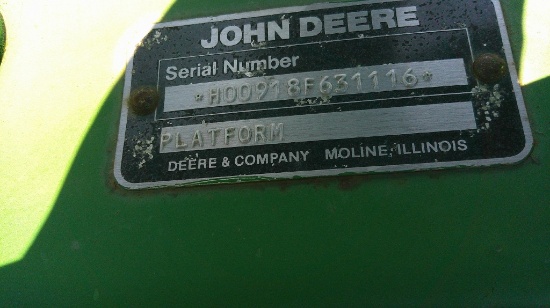 JOHN DEERE
Serial Number
*H00918F631116*
PLATFORM
DEERE & COMPANY MOLINE, ILLINOIS